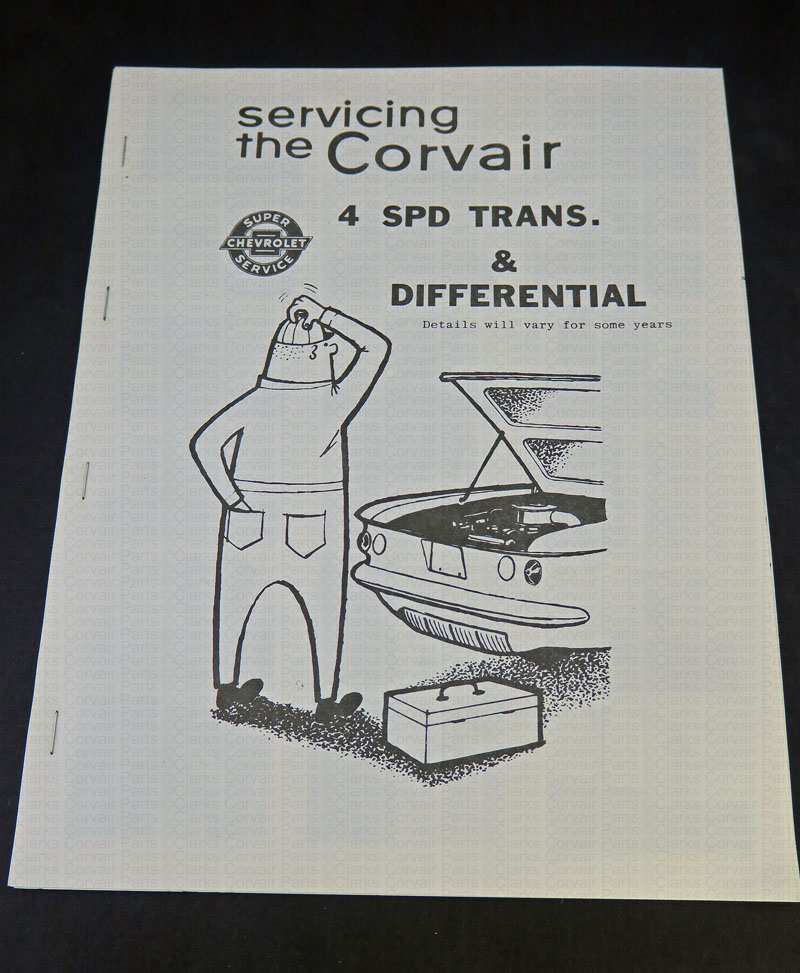 servicing
the Corvair
SUPER
CHEVROLET
SERVICE
4 SPD TRANS.
&
DIFFERENTIAL
Details will vary for some years